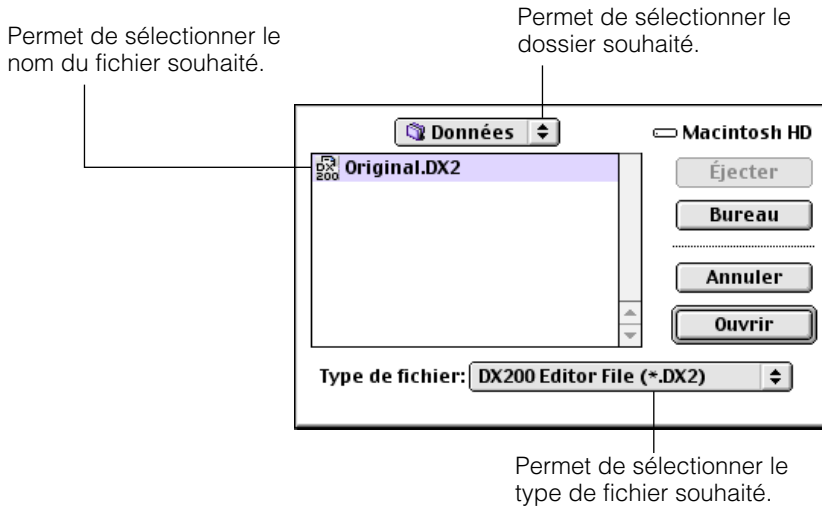 Permet de sélectionner le
dossier souhaité.
Permet de sélectionner le
nom du fichier souhaité.
Données
Macintosh HD
DX
200
Original.DX2
Éjecter
Bureau
Annuler
Ouvrir
Type de fichier: DX200 Editor File (*.DX2)
Permet de sélectionner le
type de fichier souhaité.